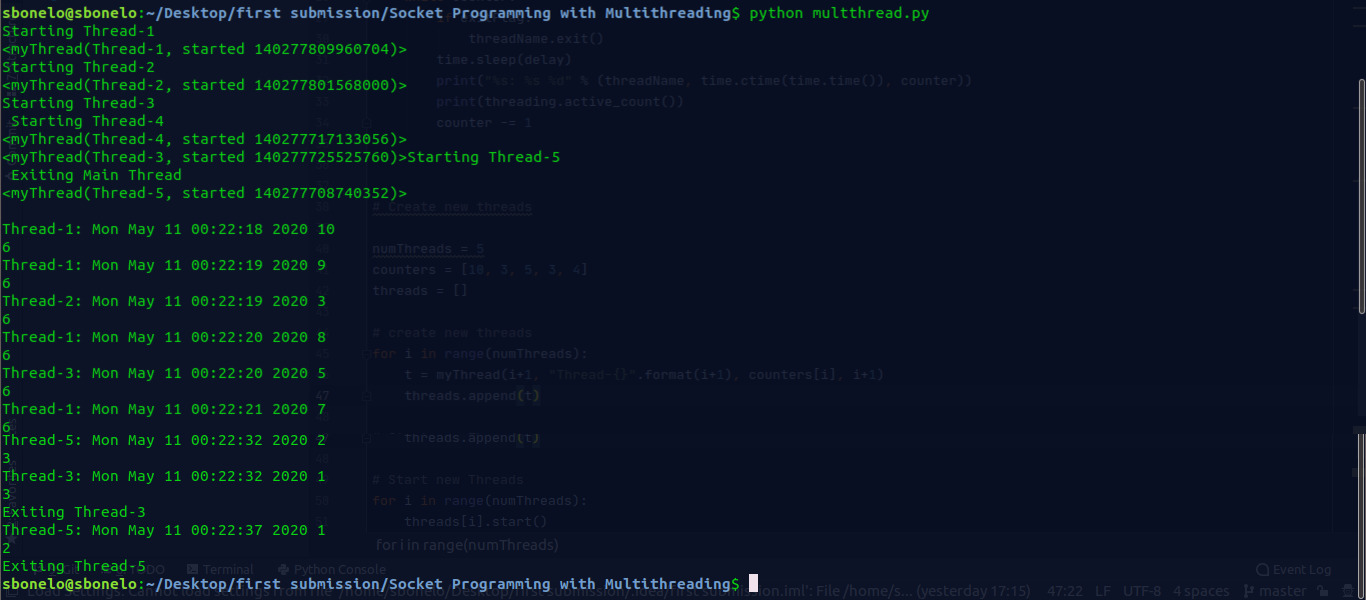 sbonelo@sbonelo:~/Desktop/first submission/Socket Programming with Multithreading$ python multthread.py
Starting Thread-1
<myThread(Thread-1, started 140277809960704)>
Starting Thread-2
<myThread(Thread-2, started 140277801568000)>
Starting Thread-3
 Starting Thread-4
<myThread(Thread-4, started 140277717133056)>
<myThread(Thread-3, started 140277725525760)>Starting Thread-5
 Exiting Main Thread
<myThread(Thread-5, started 140277708740352)>
Thread-1: Mon May 11 00:22:18 2020 10
6
Thread-1: Mon May 11 00:22:19 2020 9
6
Thread-2: Mon May 11 00:22:19 2020 3
6
Thread-1: Mon May 11 00:22:20 2020 8
6
Thread-3: Mon May 11 00:22:20 2020 5
6
Thread-1: Mon May 11 00:22:21 2020 7
6
Thread-5: Mon May 11 00:22:32 2020 2
3
Thread-3: Mon May 11 00:22:32 2020 1
3
Exiting Thread-3
Thread-5: Mon May 11 00:22:37 2020 1
2
Exiting Thread-5
sbonelo@sbonelo:~/Desktop/first submission/Socket Programming with Multithreading$
threadName.exit()
time.sleep(delay)
print("%s: %s %d" % (threadName, time.ctime(time.time()), counter))
print(threading.active_count())
counter -= 1
# Create new threads
numThreads = 5
counters = [10, 3, 5, 3, 4]
threads = []
# create new threads
for i in range(numThreads):
t = myThread(i+1, "Thread-{}".format(i+1), counters[i], i+1)
47 threads.append(t)
threads.append(t)
# Start new Threads
for i in range(numThreads):
threads[i].start()
for i in range(numThreads)
TODO Terminal Python Console Event Log
(yesterday 17:15) 47:22 LF UTF-8 4 spaces master